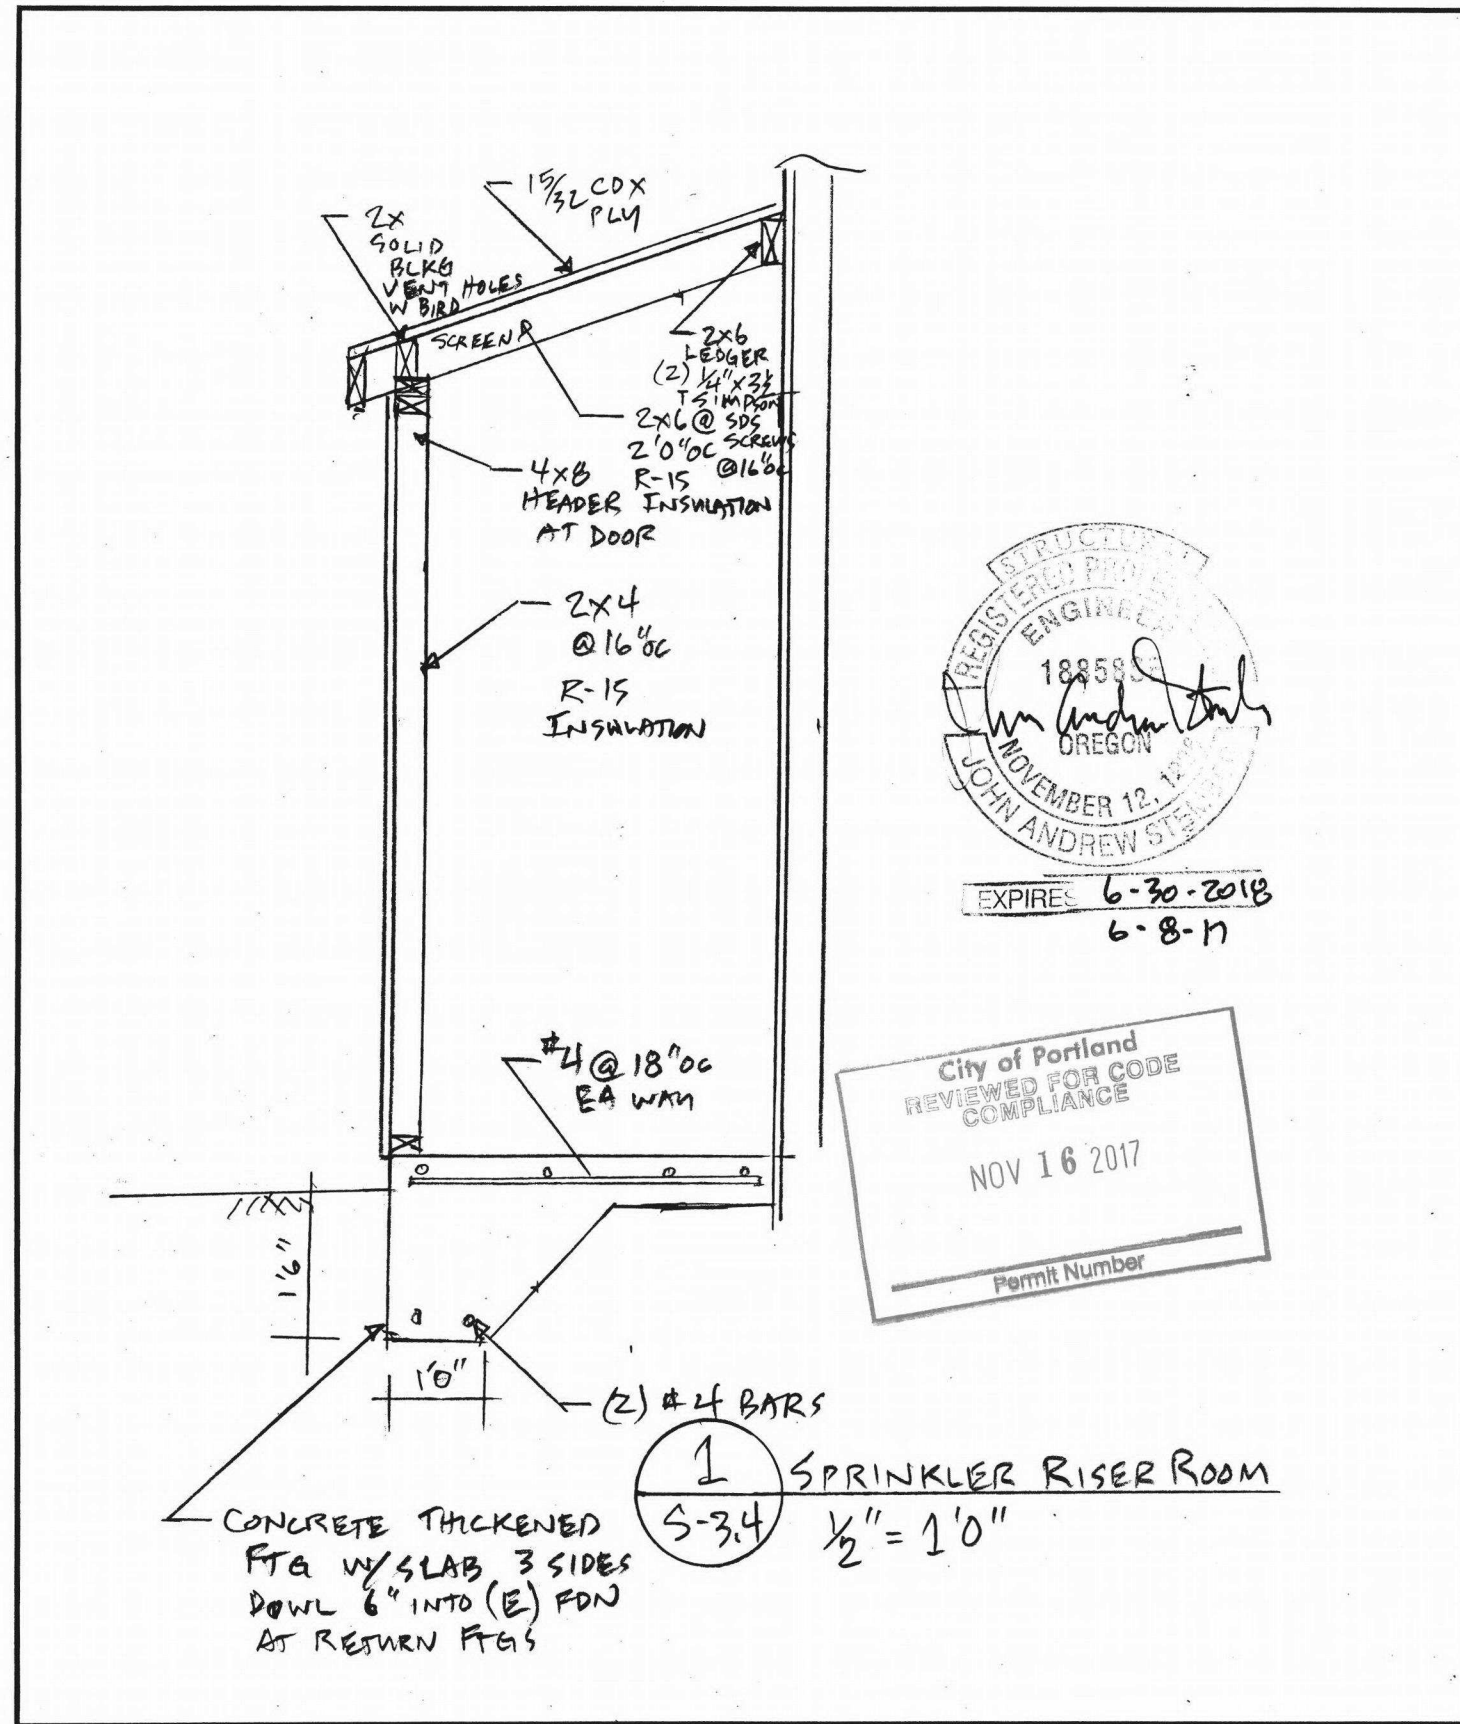 15/32 CDX
PLY
2X
SOLID
BLKG
VENT HOLES
W BIRD
SCREEN
2X6
LEDGER
(2) 1/4" X 3 1/2
SIMPSON
SDS
SCREWS
@16"OC
2X6 @
2'0"OC
R-15
INSULATION
4X8
HEADER
AT DOOR
2X4
@16"OC
R-15
INSULATION
STRUCTURAL
REGISTERED
ENGINEER
OREGON
NOVEMBER 12,
JOHN ANDREW
EXPIRES 6-30-2018
6-8-17
#4 @ 18"OC
EA WAY
City of Portland
REVIEWED FOR CODE
COMPLIANCE
NOV 16 2017
Permit Number
1'6"
1'0"
(2) #4 BARS
1
S-3.4
SPRINKLER RISER ROOM
1/2" = 1'0"
CONCRETE THICKENED
FTG W/SLAB 3 SIDES
DOWL 6" INTO (E) FDN
AT RETURN FTGS